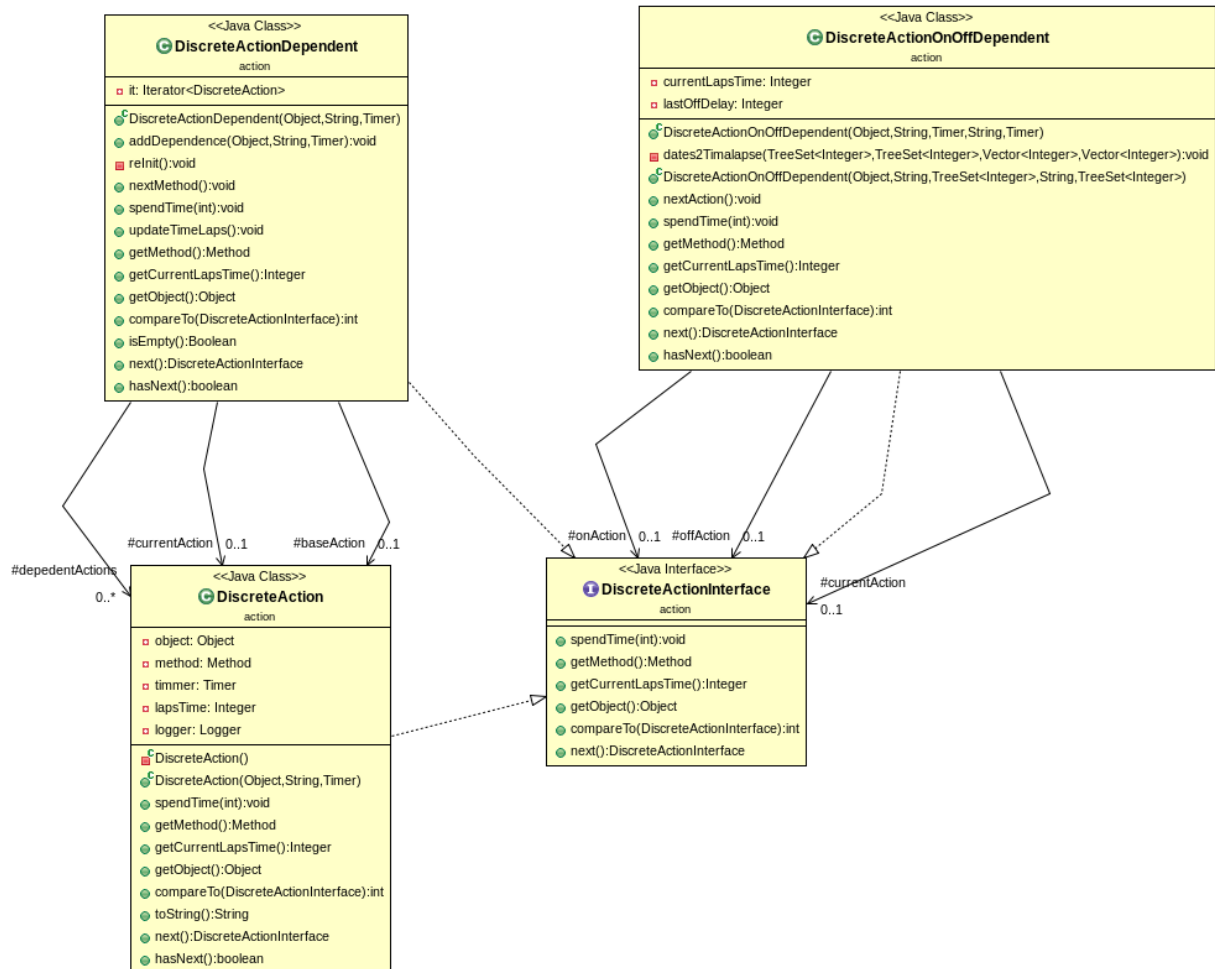 <<Java Class>>
DiscreteActionDependent
action
it: Iterator<DiscreteAction>
DiscreteActionDependent(Object,String,Timer)
addDependence(Object,String,Timer):void
reInit():void
nextMethod():void
spendTime(int):void
updateTimeLaps():void
getMethod():Method
getCurrentLapsTime():Integer
getObject():Object
compareTo(DiscreteActionInterface):int
isEmpty():Boolean
next():DiscreteActionInterface
hasNext():boolean
<<Java Class>>
DiscreteActionOnOffDependent
action
currentLapsTime: Integer
lastOffDelay: Integer
DiscreteActionOnOffDependent(Object,String,Timer,String,Timer)
dates2Timalapse(TreeSet<Integer>,TreeSet<Integer>,Vector<Integer>,Vector<Integer>):void
DiscreteActionOnOffDependent(Object,String,TreeSet<Integer>,String,TreeSet<Integer>)
nextAction():void
spendTime(int):void
getMethod():Method
getCurrentLapsTime():Integer
getObject():Object
compareTo(DiscreteActionInterface):int
next():DiscreteActionInterface
hasNext():boolean
#depedentActions
0..*
#currentAction 0..1
#baseAction 0..1
#onAction 0..1
#offAction 0..1
#currentAction
0..1
<<Java Class>>
DiscreteAction
action
object: Object
method: Method
timmer: Timer
lapsTime: Integer
logger: Logger
DiscreteAction()
DiscreteAction(Object,String,Timer)
spendTime(int):void
getMethod():Method
getCurrentLapsTime():Integer
getObject():Object
compareTo(DiscreteActionInterface):int
toString():String
next():DiscreteActionInterface
hasNext():boolean
<<Java Interface>>
DiscreteActionInterface
action
spendTime(int):void
getMethod():Method
getCurrentLapsTime():Integer
getObject():Object
compareTo(DiscreteActionInterface):int
next():DiscreteActionInterface